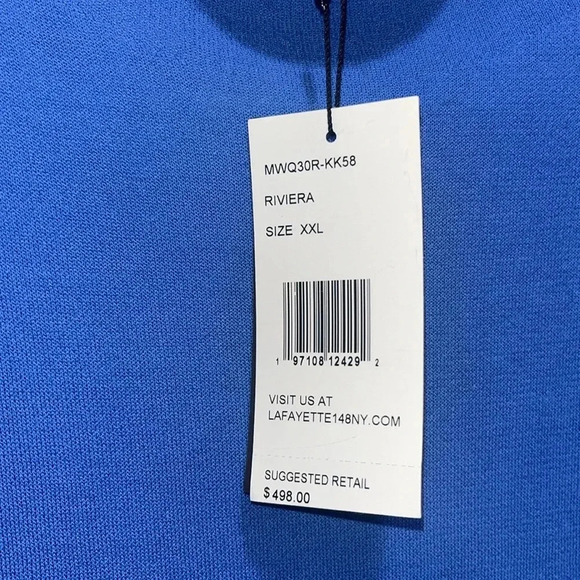 MWQ30R-KK58
RIVIERA
SIZE XXL
1 97108 12429 2
VISIT US AT
LAFAYETTE148NY.COM
SUGGESTED RETAIL
$498.00